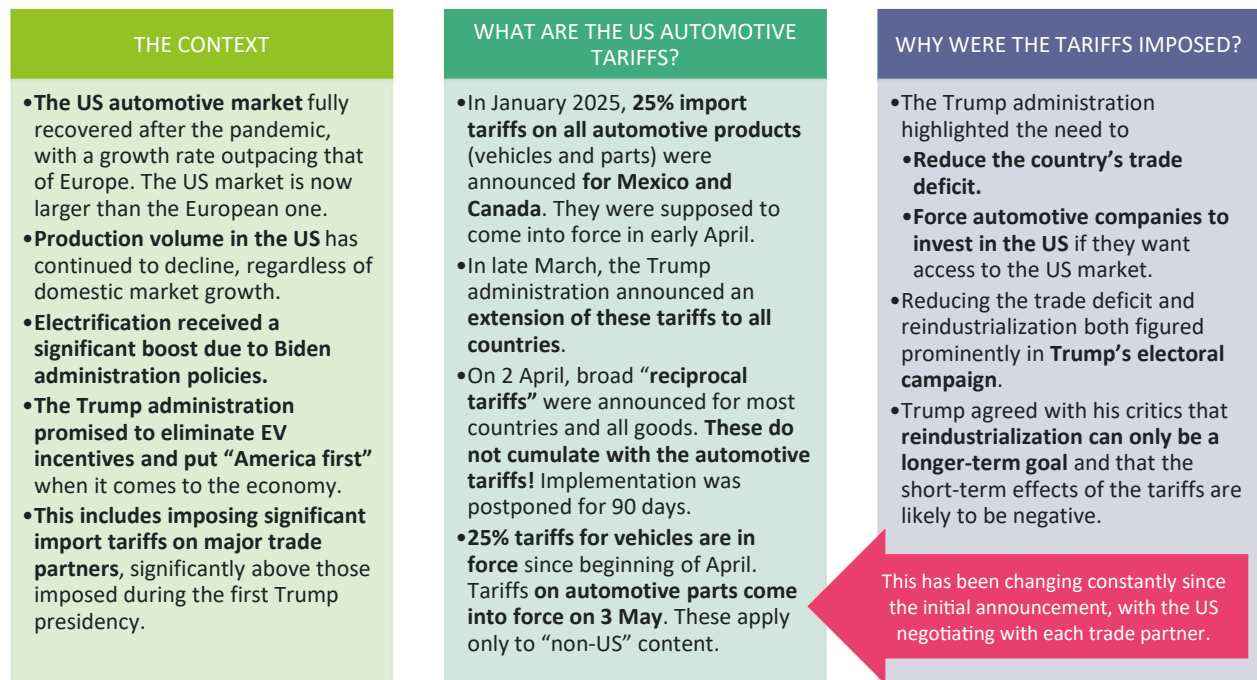 THE CONTEXT
•The US automotive market fully
recovered after the pandemic,
with a growth rate outpacing that
of Europe. The US market is now
larger than the European one.
•Production volume in the US has
continued to decline, regardless of
domestic market growth.
•Electrification received a
significant boost due to Biden
administration policies.
•The Trump administration
promised to eliminate EV
incentives and put “America first”
when it comes to the economy.
•This includes imposing significant
import tariffs on major trade
partners, significantly above those
imposed during the first Trump
presidency.
WHAT ARE THE US AUTOMOTIVE
TARIFFS?
•In January 2025, 25% import
tariffs on all automotive products
(vehicles and parts) were
announced for Mexico and
Canada. They were supposed to
come into force in early April.
•In late March, the Trump
administration announced an
extension of these tariffs to all
countries.
•On 2 April, broad “reciprocal
tariffs” were announced for most
countries and all goods. These do
not cumulate with the automotive
tariffs! Implementation was
postponed for 90 days.
•25% tariffs for vehicles are in
force since beginning of April.
Tariffs on automotive parts come
into force on 3 May. These apply
only to “non-US” content.
WHY WERE THE TARIFFS IMPOSED?
•The Trump administration
highlighted the need to
•Reduce the country’s trade
deficit.
•Force automotive companies to
invest in the US if they want
access to the US market.
•Reducing the trade deficit and
reindustrialization both figured
prominently in Trump’s electoral
campaign.
•Trump agreed with his critics that
reindustrialization can only be a
longer-term goal and that the
short-term effects of the tariffs are
likely to be negative.
This has been changing constantly since
the initial announcement, with the US
negotiating with each trade partner.